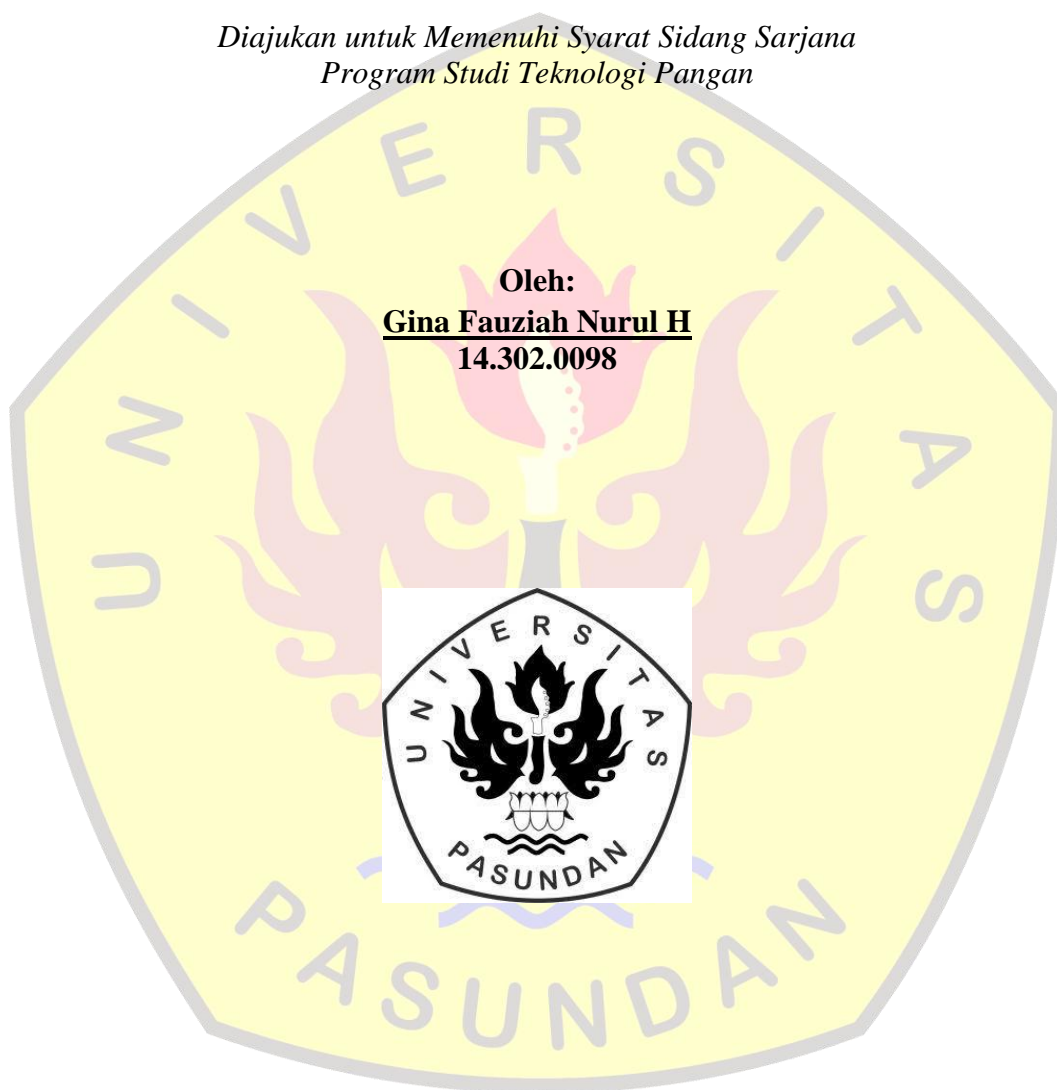 Diajukan untuk Memenuhi Syarat Sidang Sarjana
Program Studi Teknologi Pangan
UNIVERSITAS
Oleh:
Gina Fauziah Nurul H
14.302.0098
UNIVERSITAS
PASUNDAN
PASUNDAN